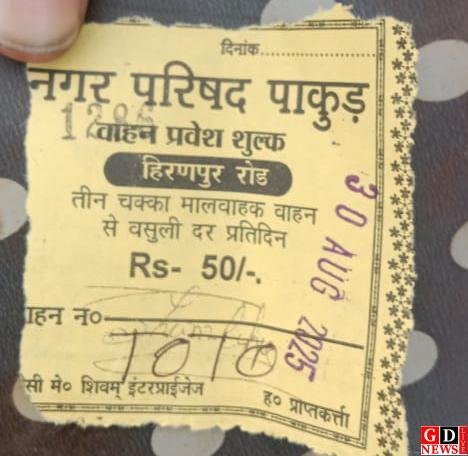 दिनांक....................
नगर परिषद पाकुड़
वाहन प्रवेश शुल्क
हिरणपुर रोड
तीन चक्का मालवाहक वाहन
से वसुली दर प्रतिदिन
Rs- 50/-.
30 AUG 2025
ाहन न०
1010
सी मे० शिवम् इंटरप्राईजेज
ह० प्राप्तकर्ता
GD LIVE
NEWS